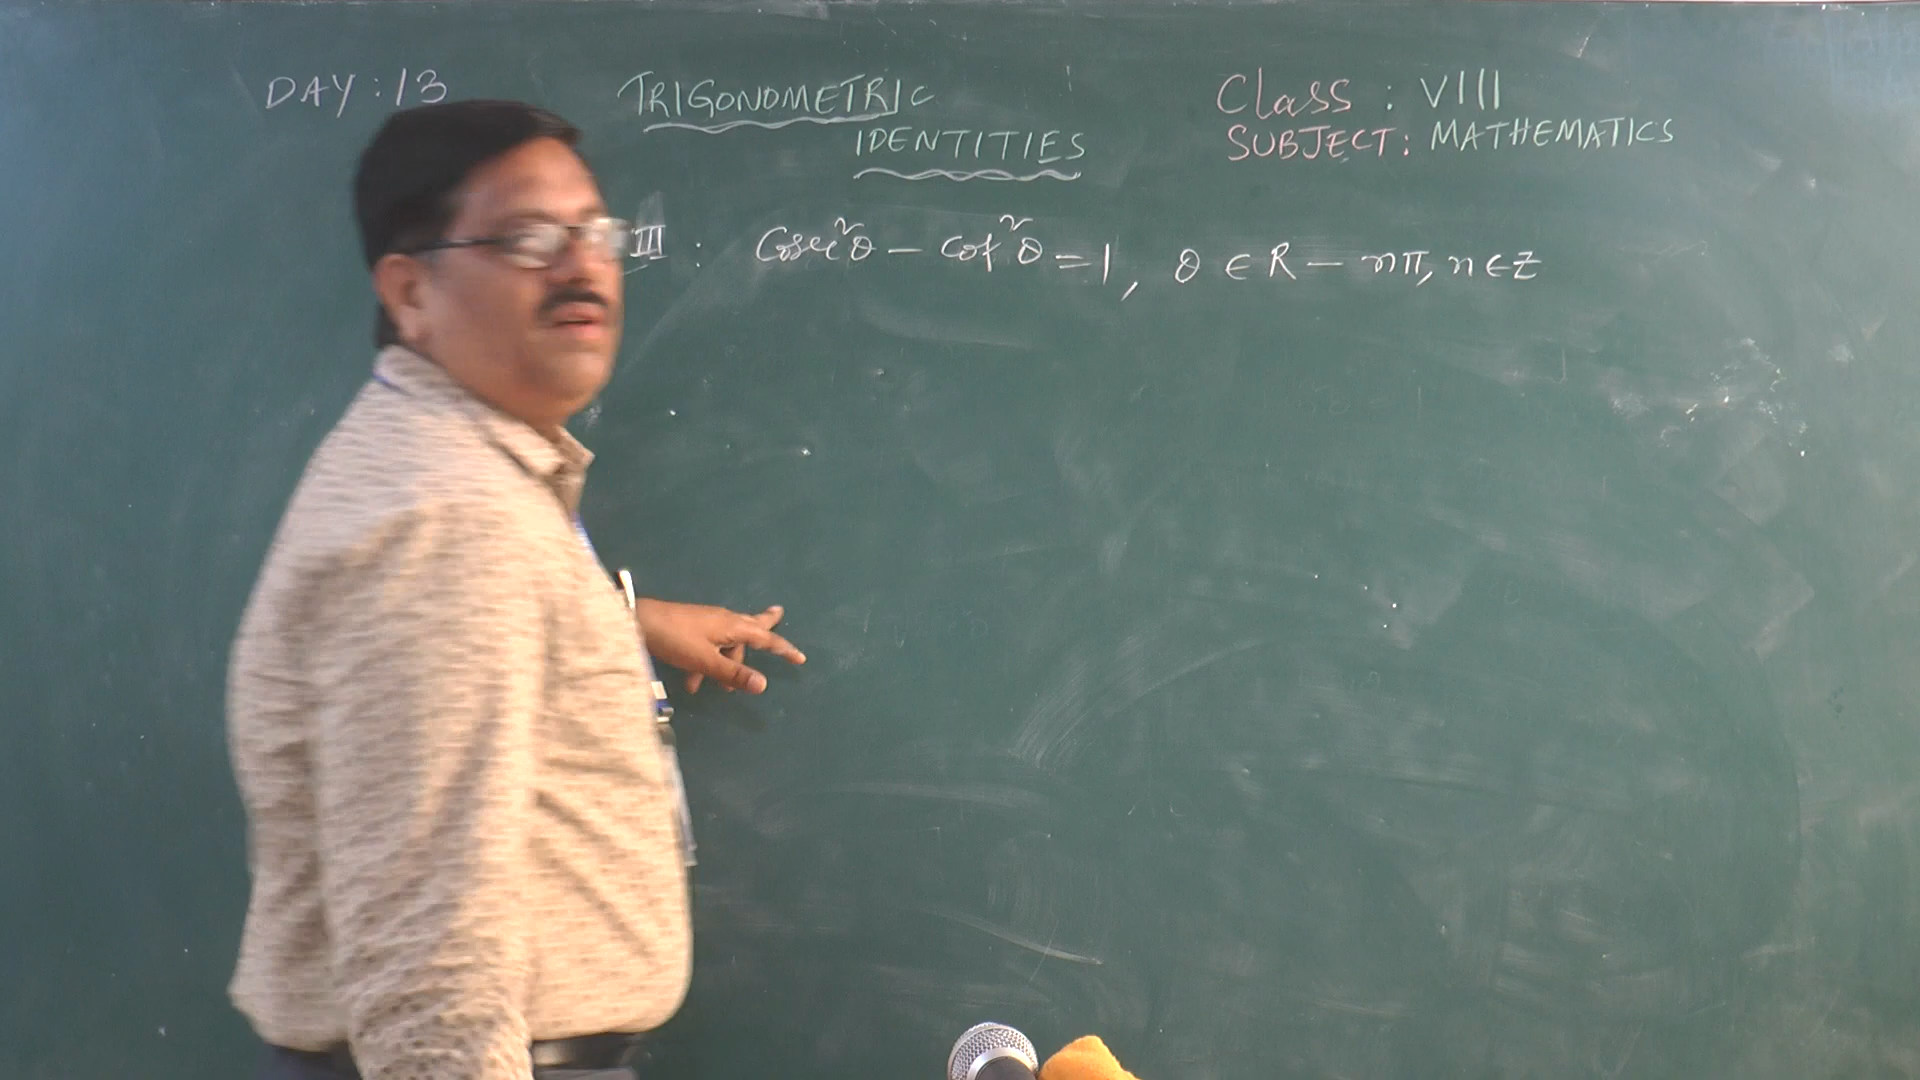 DAY : 13
TRIGONOMETRIC
IDENTITIES
Class : VIII
SUBJECT : MATHEMATICS
III : Cosec²θ – cot²θ = 1, θ ∈ R – nπ, n ∈ Z